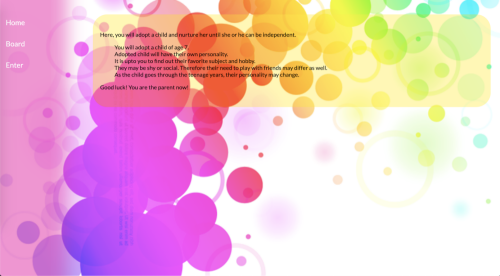 Home
Board
Enter
Here, you will adopt a child and nurture her until she or he can be independent.
You will adopt a child of age 7.
Adopted child will have their own personality.
It is upto you to find out their favorite subject and hobby.
They may be shy or social. Therefore their need to play with friends may differ as well.
As the child goes through the teenage years, their personality may change.
Good luck! You are the parent now!